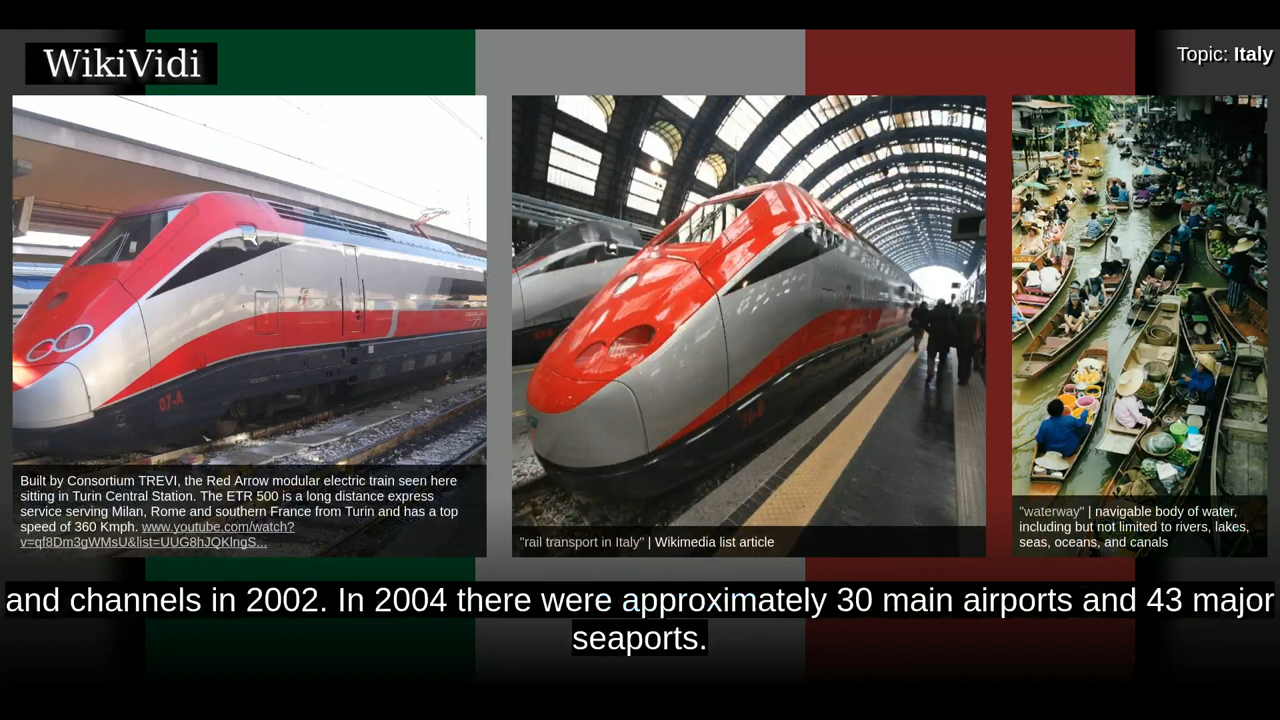 WikiVidi
Topic: Italy
Built by Consortium TREVI, the Red Arrow modular electric train seen here
sitting in Turin Central Station. The ETR 500 is a long distance express
service serving Milan, Rome and southern France from Turin and has a top
speed of 360 Kmph. www.youtube.com/watch?
v=qf8Dm3gWMsU&list=UUG8hJQKlngS...
07-A
"rail transport in Italy" | Wikimedia list article
"waterway" | navigable body of water,
including but not limited to rivers, lakes,
seas, oceans, and canals
and channels in 2002. In 2004 there were approximately 30 main airports and 43 major
seaports.